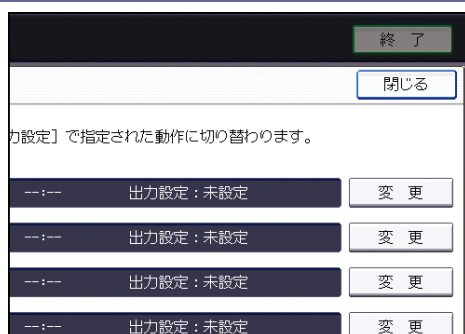 終 了
閉じる
力設定］で指定された動作に切り替わります。
--:-- 出力設定：未設定 変 更
--:-- 出力設定：未設定 変 更
--:-- 出力設定：未設定 変 更
--:-- 出力設定：未設定 変 更